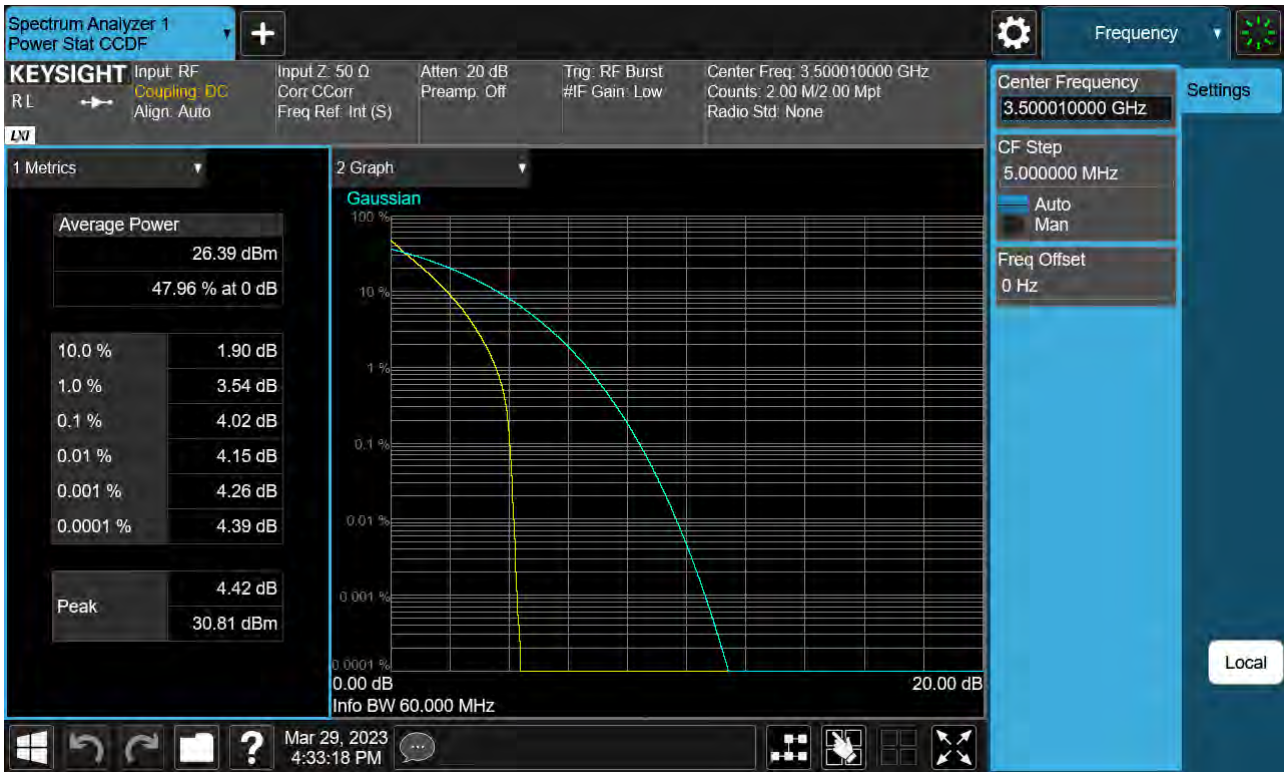 Spectrum Analyzer 1
Power Stat CCDF
+
Frequency
KEYSIGHT
RL
LXI
Input: RF
Coupling: DC
Align: Auto
Input Z: 50 Ω
Corr CCorr
Freq Ref: Int (S)
Atten: 20 dB
Preamp: Off
Trig: RF Burst
#IF Gain: Low
Center Freq: 3.500010000 GHz
Counts: 2.00 M/2.00 Mpt
Radio Std: None
Center Frequency
3.500010000 GHz
Settings
CF Step
5.000000 MHz
Auto
Man
Freq Offset
0 Hz
1 Metrics
Average Power
26.39 dBm
47.96 % at 0 dB
10.0 % 1.90 dB
1.0 % 3.54 dB
0.1 % 4.02 dB
0.01 % 4.15 dB
0.001 % 4.26 dB
0.0001 % 4.39 dB
Peak
4.42 dB
30.81 dBm
2 Graph
Gaussian
100 %
10 %
1 %
0.1 %
0.01 %
0.001 %
0.0001 %
0.00 dB 20.00 dB
Info BW 60.000 MHz
Local
?
Mar 29, 2023
4:33:18 PM